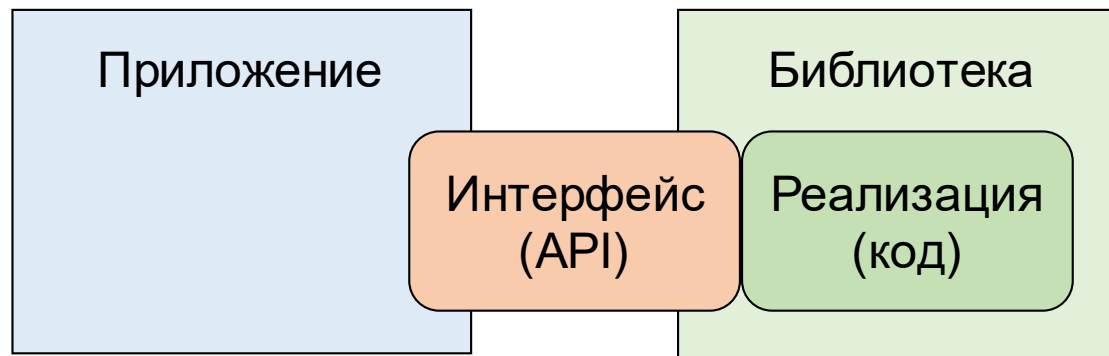 Приложение
Библиотека
Интерфейс
(API)
Реализация
(код)